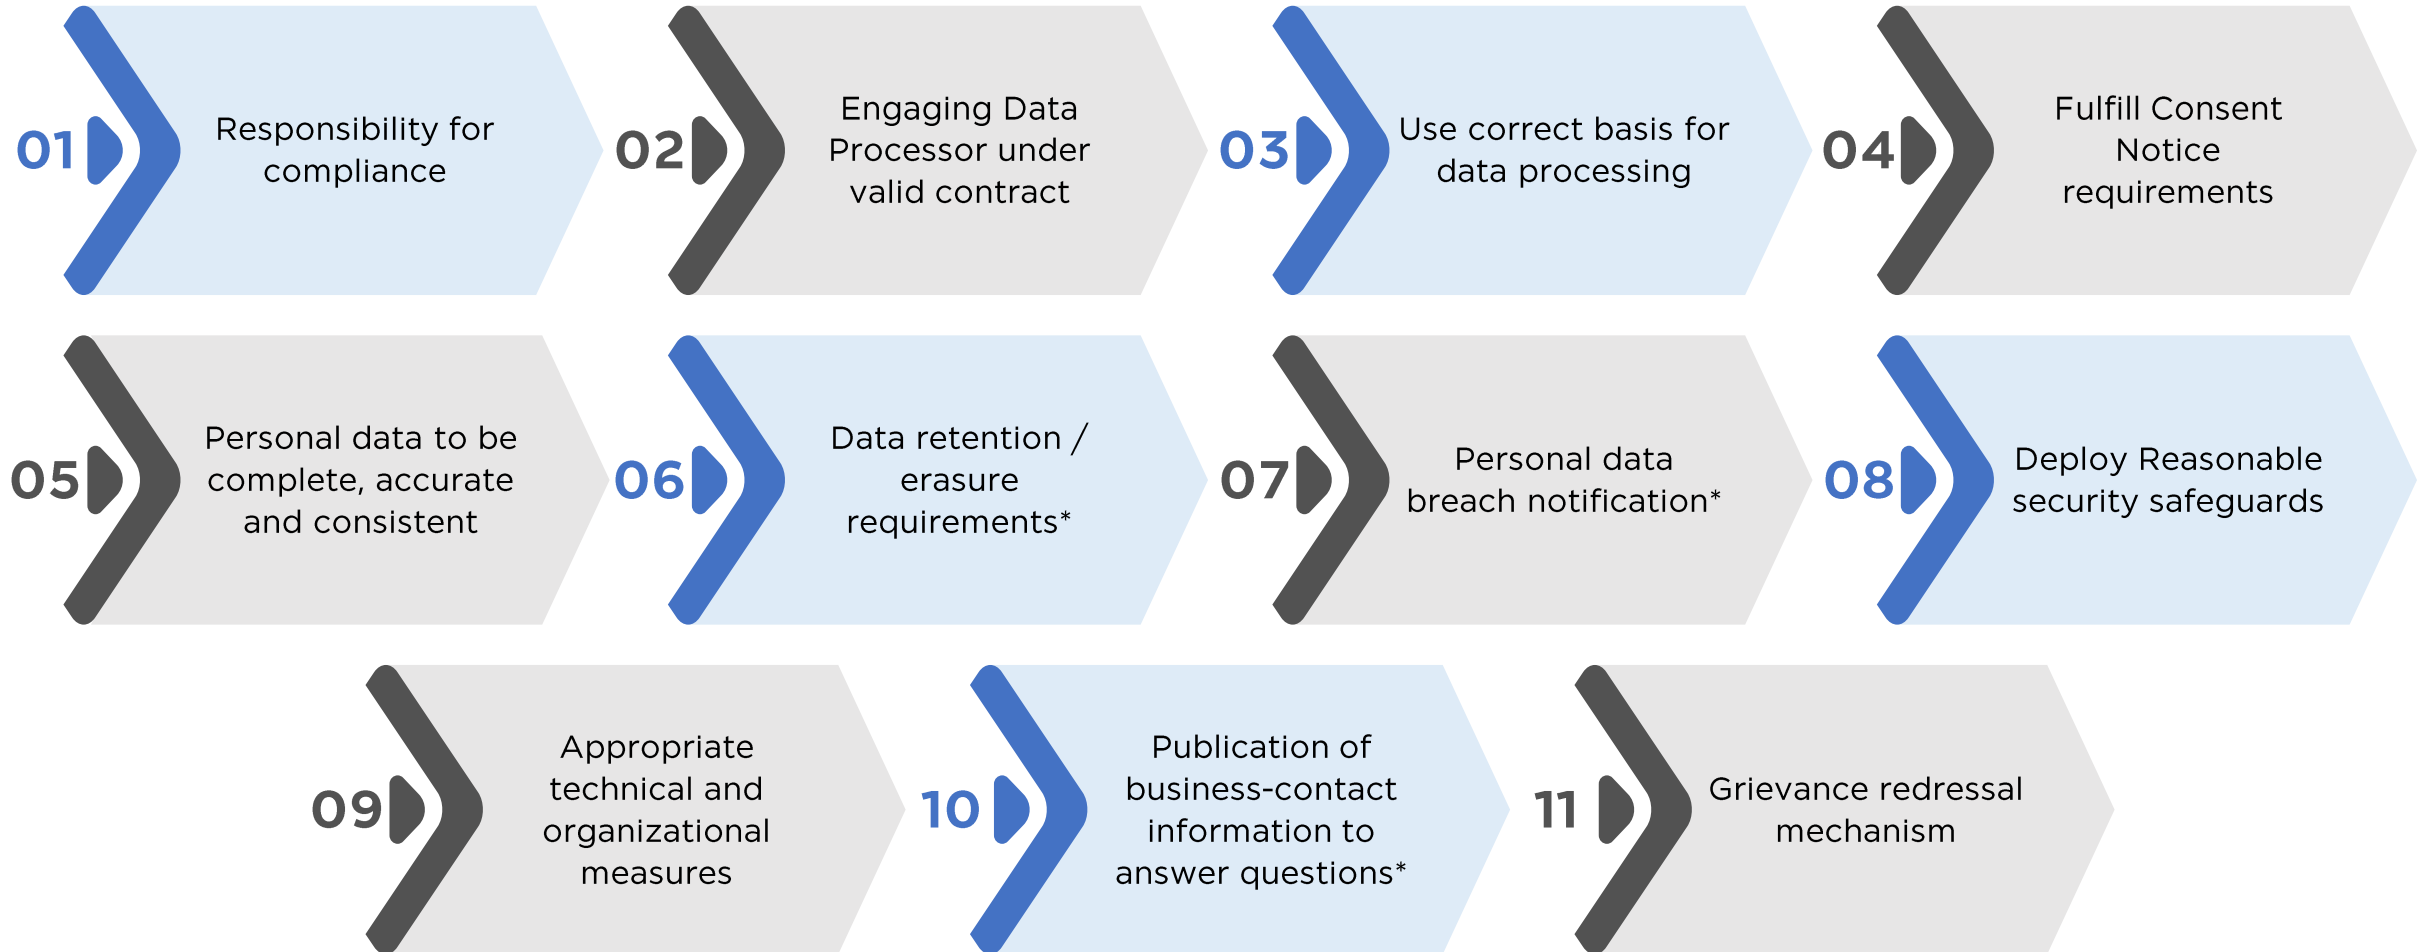 01
Responsibility for
compliance
02
Engaging Data
Processor under
valid contract
03
Use correct basis for
data processing
04
Fulfill Consent
Notice
requirements
05
Personal data to be
complete, accurate
and consistent
06
Data retention /
erasure
requirements*
07
Personal data
breach notification*
08
Deploy Reasonable
security safeguards
09
Appropriate
technical and
organizational
measures
10
Publication of
business-contact
information to
answer questions*
11
Grievance redressal
mechanism